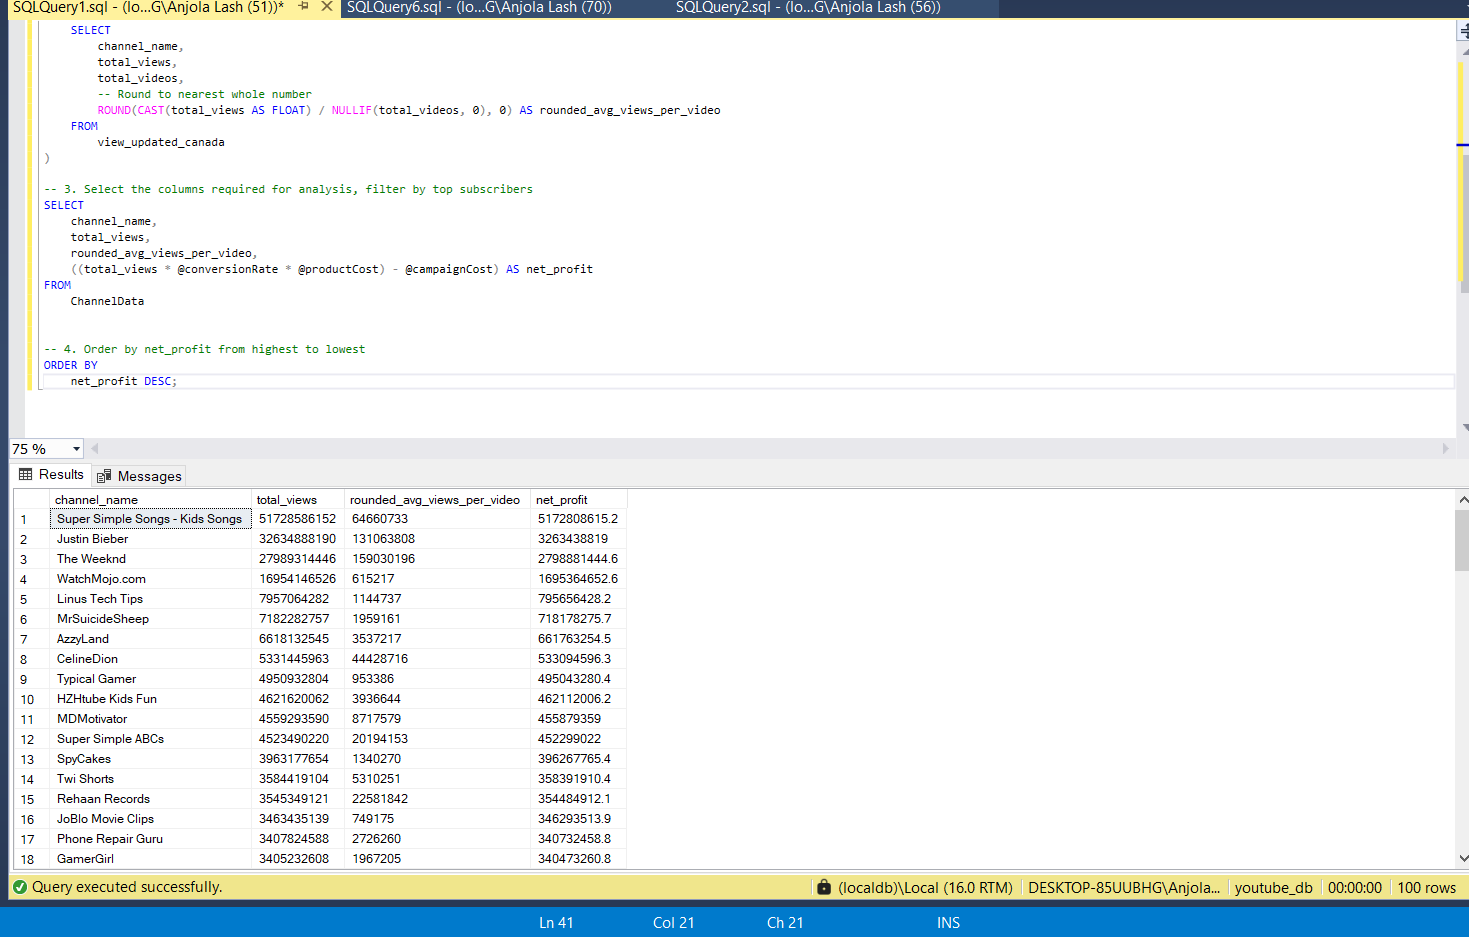 SQLQuery1.sql - (lo...G\Anjola Lash (51))* SQLQuery6.sql - (lo...G\Anjola Lash (70)) SQLQuery2.sql - (lo...G\Anjola Lash (56))
SELECT
channel_name,
total_views,
total_videos,
-- Round to nearest whole number
ROUND(CAST(total_views AS FLOAT) / NULLIF(total_videos, 0), 0) AS rounded_avg_views_per_video
FROM
view_updated_canada
)
-- 3. Select the columns required for analysis, filter by top subscribers
SELECT
channel_name,
total_views,
rounded_avg_views_per_video,
((total_views * @conversionRate * @productCost) - @campaignCost) AS net_profit
FROM
ChannelData
-- 4. Order by net_profit from highest to lowest
ORDER BY
net_profit DESC;
75 %
Results Messages
channel_name total_views rounded_avg_views_per_video net_profit
1 Super Simple Songs - Kids Songs 51728586152 64660733 5172808615.2
2 Justin Bieber 32634888190 131063808 3263438819
3 The Weeknd 27989314446 159030196 2798881444.6
4 WatchMojo.com 16954146526 615217 1695364652.6
5 Linus Tech Tips 7957064282 1144737 795656428.2
6 MrSuicideSheep 7182282757 1959161 718178275.7
7 AzzyLand 6618132545 3537217 661763254.5
8 CelineDion 5331445963 44428716 533094596.3
9 Typical Gamer 4950932804 953386 495043280.4
10 HZHtube Kids Fun 4621620062 3936644 462112006.2
11 MDMotivator 4559293590 8717579 455879359
12 Super Simple ABCs 4523490220 20194153 452299022
13 SpyCakes 3963177654 1340270 396267765.4
14 Twi Shorts 3584419104 5310251 358391910.4
15 Rehaan Records 3545349121 22581842 354484912.1
16 JoBlo Movie Clips 3463435139 749175 346293513.9
17 Phone Repair Guru 3407824588 2726260 340732458.8
18 GamerGirl 3405232608 1967205 340473260.8
Query executed successfully. (localdb)\Local (16.0 RTM) DESKTOP-85UUBHG\Anjola... youtube_db 00:00:00 100 rows
Ln 41 Col 21 Ch 21 INS